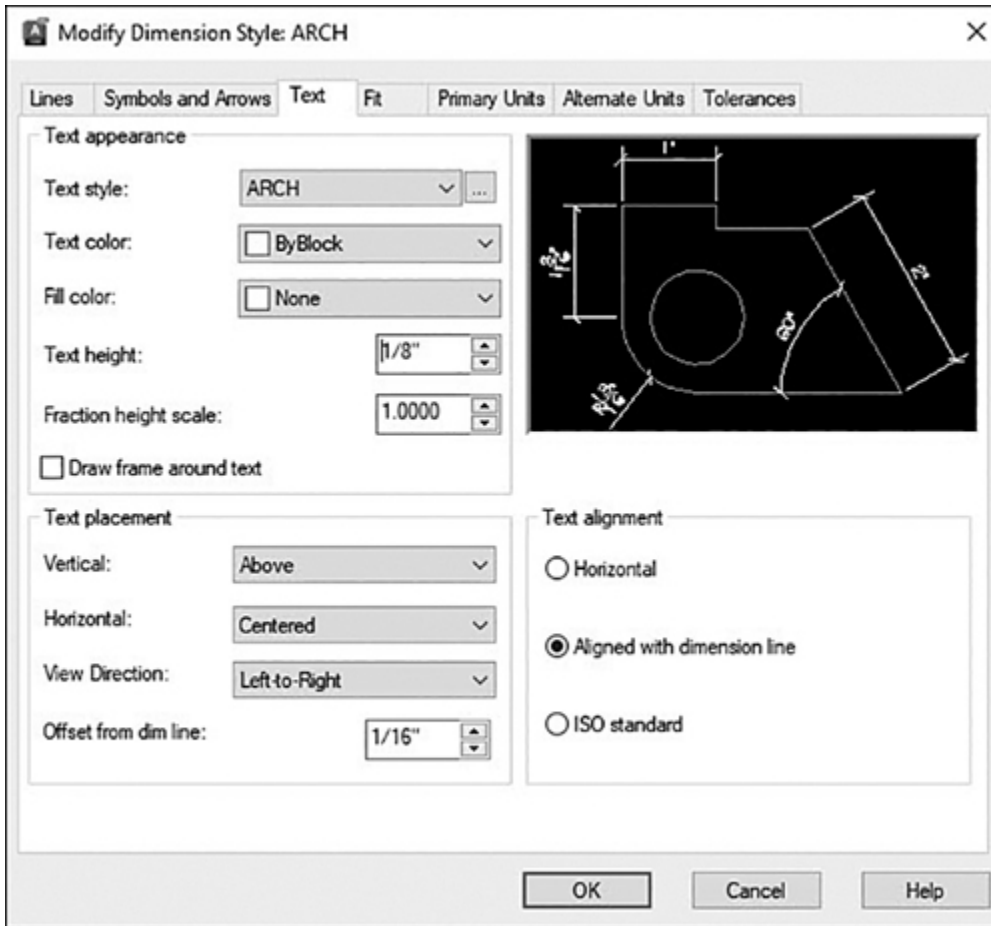 Modify Dimension Style: ARCH
Lines Symbols and Arrows Text Fit Primary Units Alternate Units Tolerances
Text appearance
Text style: ARCH ...
Text color: ByBlock
Fill color: None
Text height: 1/8"
Fraction height scale: 1.0000
Draw frame around text
1"
2"
60°
Text placement
Vertical: Above
Horizontal: Centered
View Direction: Left-to-Right
Offset from dim line: 1/16"
Text alignment
Horizontal
Aligned with dimension line
ISO standard
OK Cancel Help